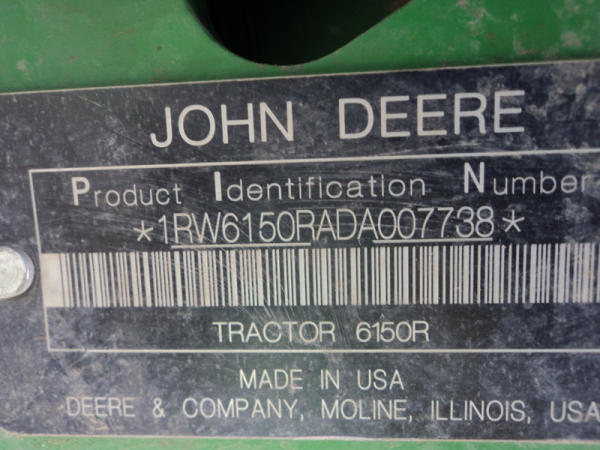 JOHN DEERE
Product Identification Number
*1RW6150RADA007738*
TRACTOR 6150R
MADE IN USA
DEERE & COMPANY, MOLINE, ILLINOIS, USA